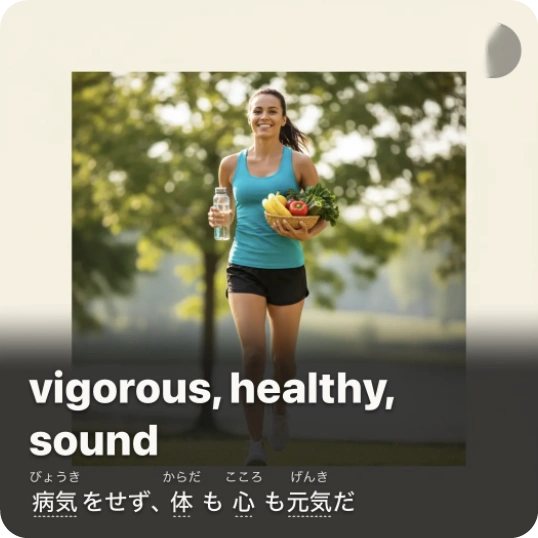 vigorous, healthy,
sound
びょうき からだ こころ げんき
病気をせず、体も心も元気だ